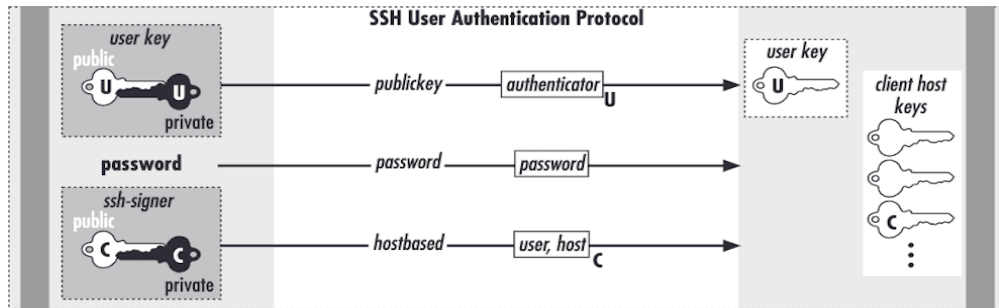 SSH User Authentication Protocol
user key
public
U
U
private
publickey
authenticator
U
user key
U
client host
keys
C
password
password
password
ssh-signer
public
C
C
private
hostbased
user, host
C